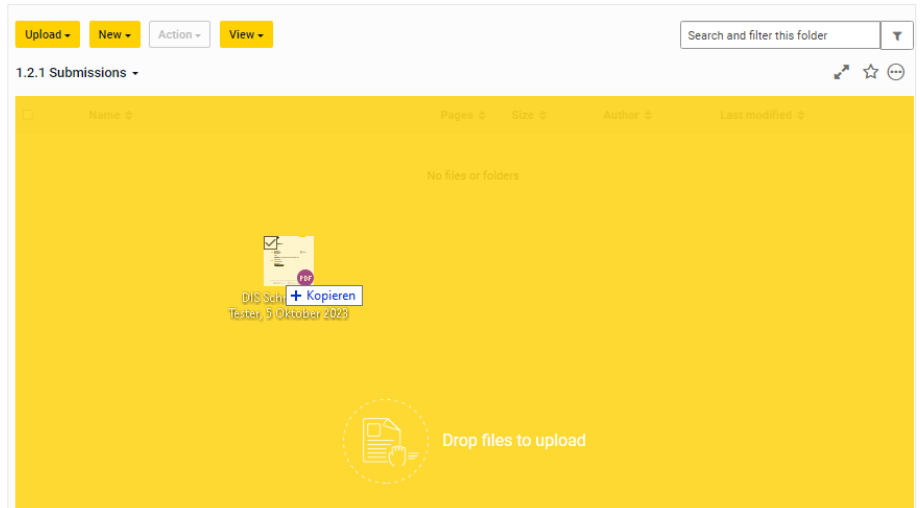 Upload New Action View Search and filter this folder
1.2.1 Submissions
Name Pages Size Author Last modified
No files or folders
PDF
DIS + Kopieren
Tester, 5 Oktober 2023
Drop files to upload